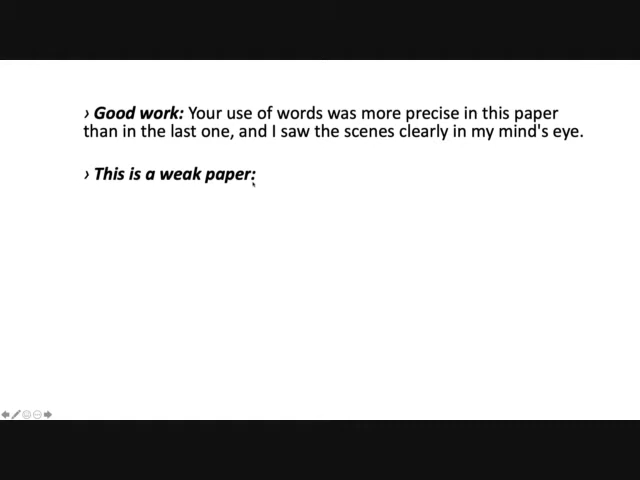 › Good work: Your use of words was more precise in this paper
than in the last one, and I saw the scenes clearly in my mind's eye.
› This is a weak paper: